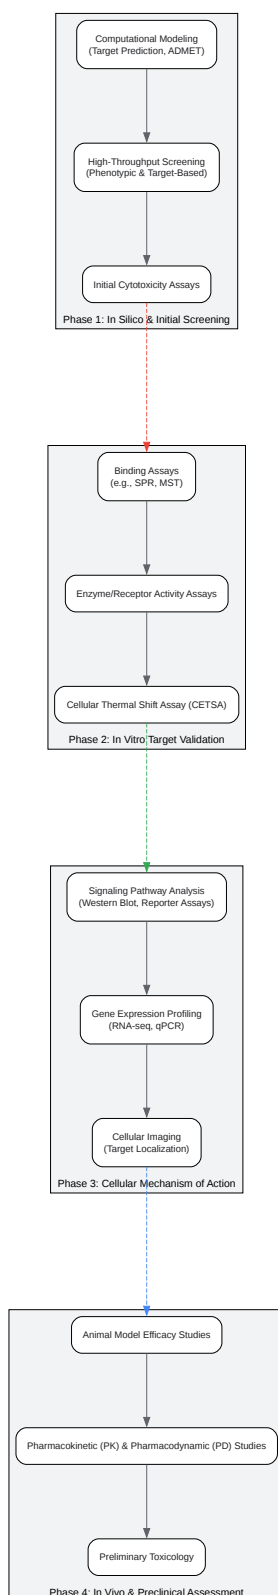 Computational Modeling
(Target Prediction, ADMET)
High-Throughput Screening
(Phenotypic & Target-Based)
Initial Cytotoxicity Assays
Phase 1: In Silico & Initial Screening
Binding Assays
(e.g., SPR, MST)
Enzyme/Receptor Activity Assays
Cellular Thermal Shift Assay (CETSA)
Phase 2: In Vitro Target Validation
Signaling Pathway Analysis
(Western Blot, Reporter Assays)
Gene Expression Profiling
(RNA-seq, qPCR)
Cellular Imaging
(Target Localization)
Phase 3: Cellular Mechanism of Action
Animal Model Efficacy Studies
Pharmacokinetic (PK) & Pharmacodynamic (PD) Studies
Preliminary Toxicology
Phase 4: In Vivo & Preclinical Assessment